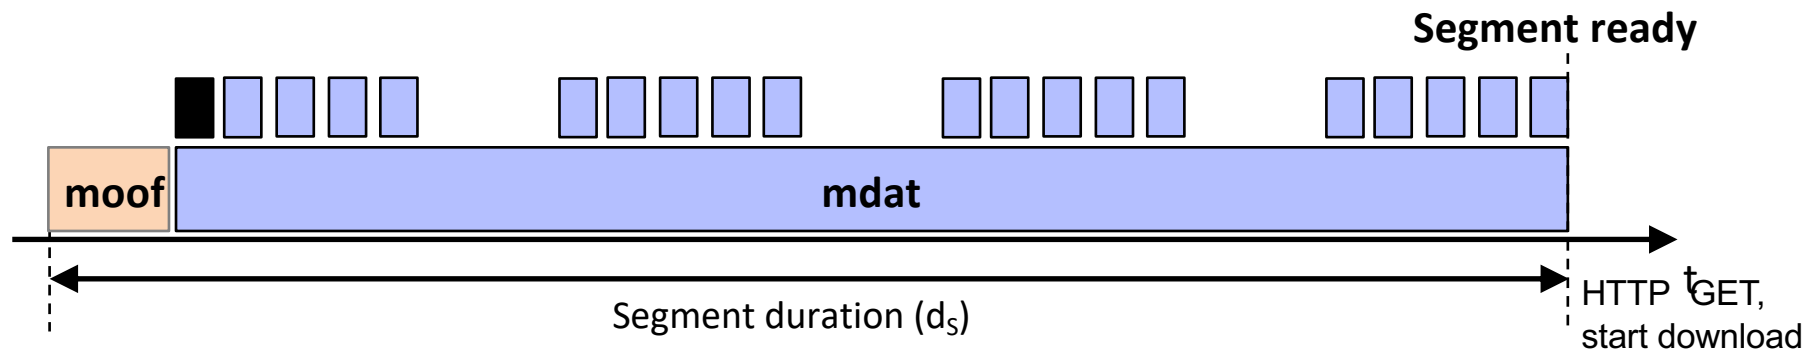 Segment ready
moof
mdat
t
HTTP GET,
Segment duration (dₛ)
start download